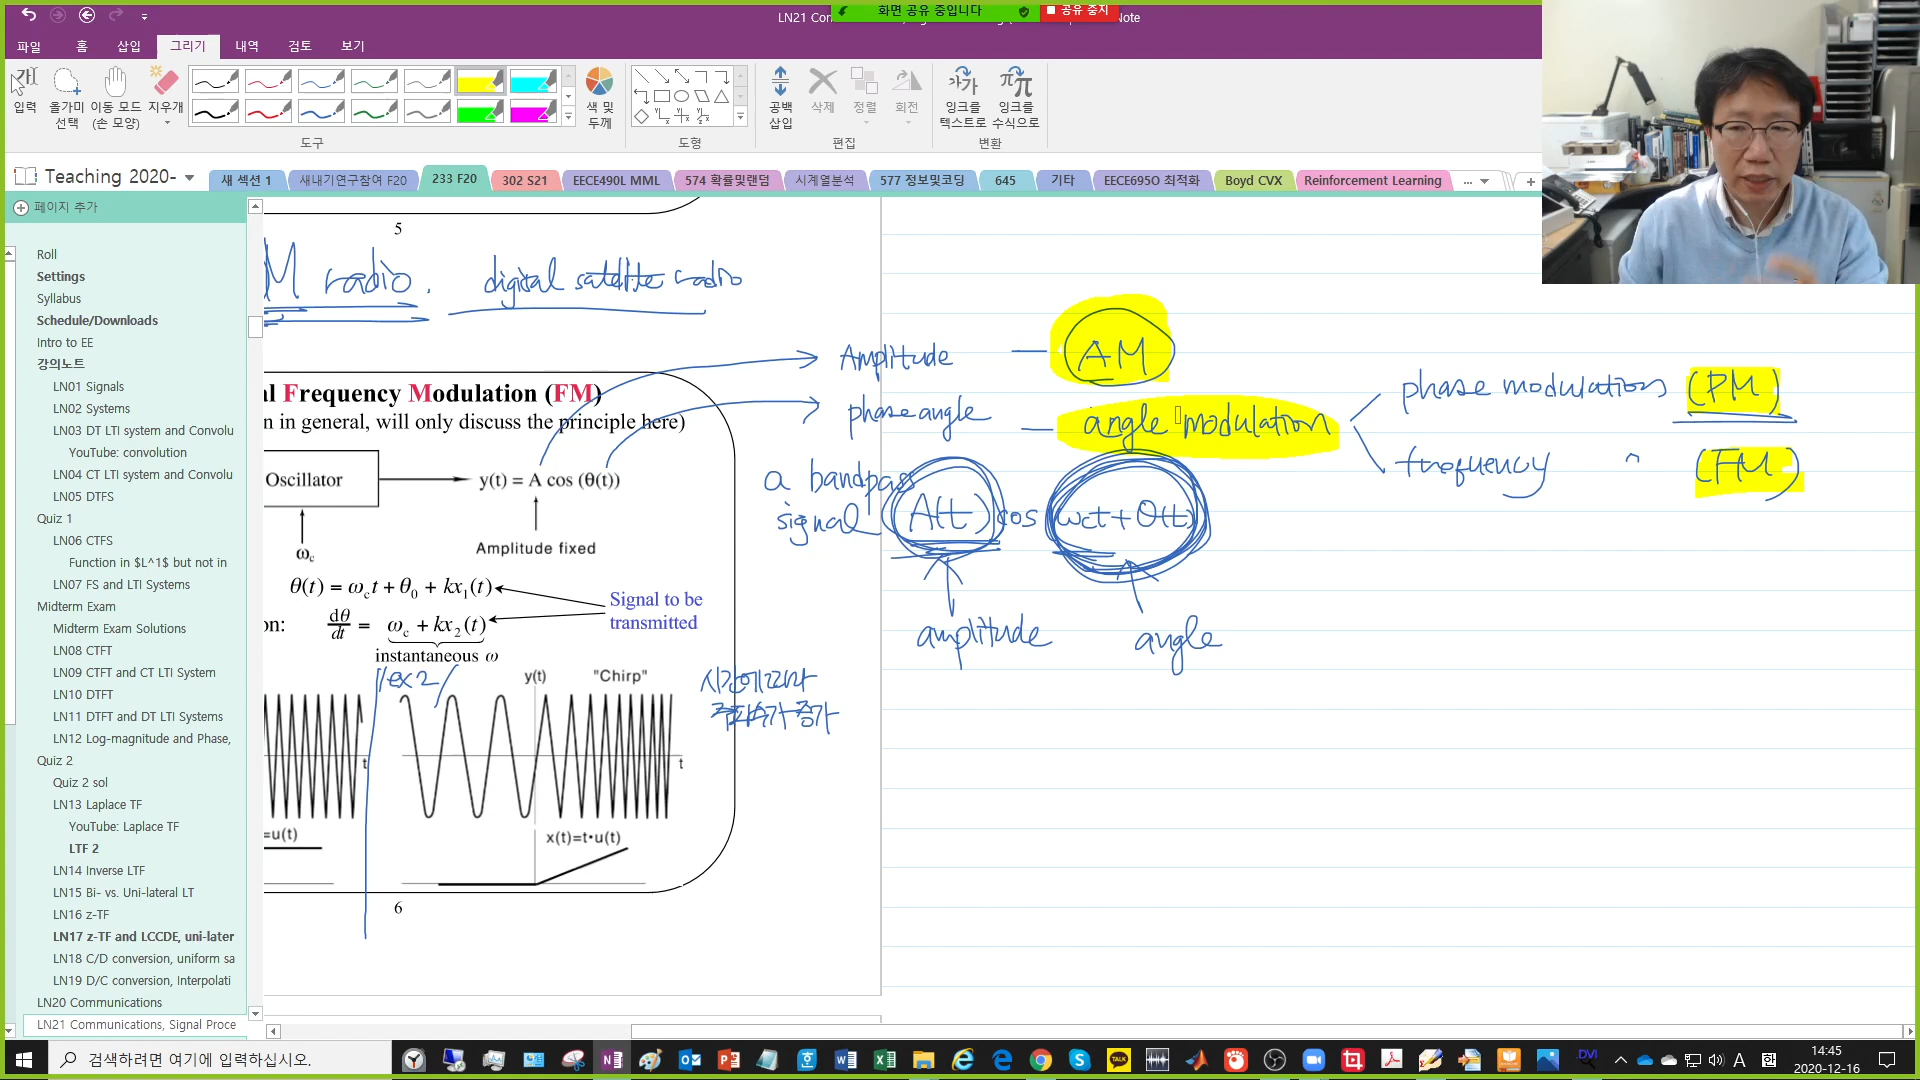 화면 공유 중입니다
공유 중지
LN21 Con
Note
파일 홈 삽입 그리기 내역 검토 보기
입력
올가미 선택
이동 모드 (손 모양)
지우개
색 및 두께
공백 삽입
삭제
정렬
회전
잉크를 텍스트로
잉크를 수식으로
도구
도형
편집
변환
Teaching 2020-
새 섹션 1
새내기연구참여 F20
233 F20
302 S21
EECE490L MML
574 확률및랜덤
시계열분석
577 정보및코딩
645
기타
EECE695O 최적화
Boyd CVX
Reinforcement Learning
...
페이지 추가
Roll
Settings
Syllabus
Schedule/Downloads
Intro to EE
강의노트
LN01 Signals
LN02 Systems
LN03 DT LTI system and Convolu
YouTube: convolution
LN04 CT LTI system and Convolu
LN05 DTFS
Quiz 1
LN06 CTFS
Function in $L^1$ but not in
LN07 FS and LTI Systems
Midterm Exam
Midterm Exam Solutions
LN08 CTFT
LN09 CTFT and CT LTI System
LN10 DTFT
LN11 DTFT and DT LTI Systems
LN12 Log-magnitude and Phase,
Quiz 2
Quiz 2 sol
LN13 Laplace TF
YouTube: Laplace TF
LTF 2
LN14 Inverse LTF
LN15 Bi- vs. Uni-lateral LT
LN16 z-TF
LN17 z-TF and LCCDE, uni-later
LN18 C/D conversion, uniform sa
LN19 D/C conversion, Interpolati
LN20 Communications
LN21 Communications, Signal Proce
5
M radio. digital satellite radio
al Frequency Modulation (FM)
n in general, will only discuss the principle here)
Oscillator
y(t) = A cos (θ(t))
ω_c
Amplitude fixed
θ(t) = ω_c t + θ_0 + kx_1(t)
on: dθ/dt = ω_c + kx_2(t)
instantaneous ω
Signal to be
transmitted
ex 2
y(t)
"Chirp"
시간에 따라
주파수가 증가
t
t
=u(t)
x(t)=t•u(t)
6
Amplitude — AM
phase angle — angle modulation
phase modulations (PM)
frequency " (FM)
a bandpass
signal A(t) cos (ωct + θ(t))
amplitude
angle
검색하려면 여기에 입력하십시오.
A
한
14:45
2020-12-16